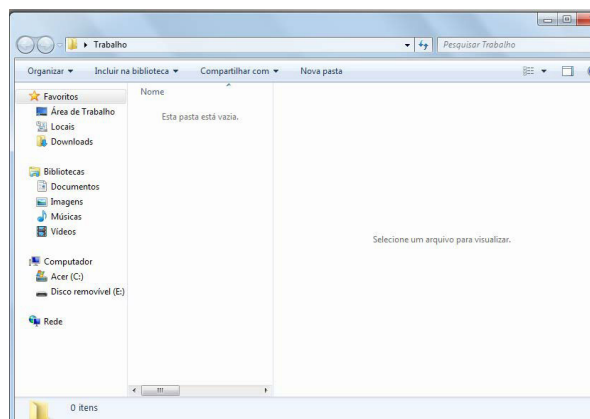 Trabalho
Pesquisar Trabalho
Organizar
Incluir na biblioteca
Compartilhar com
Nova pasta
Favoritos
Área de Trabalho
Locais
Downloads
Bibliotecas
Documentos
Imagens
Músicas
Vídeos
Computador
Acer (C:)
Disco removível (E:)
Rede
Nome
Esta pasta está vazia.
Selecione um arquivo para visualizar.
0 itens